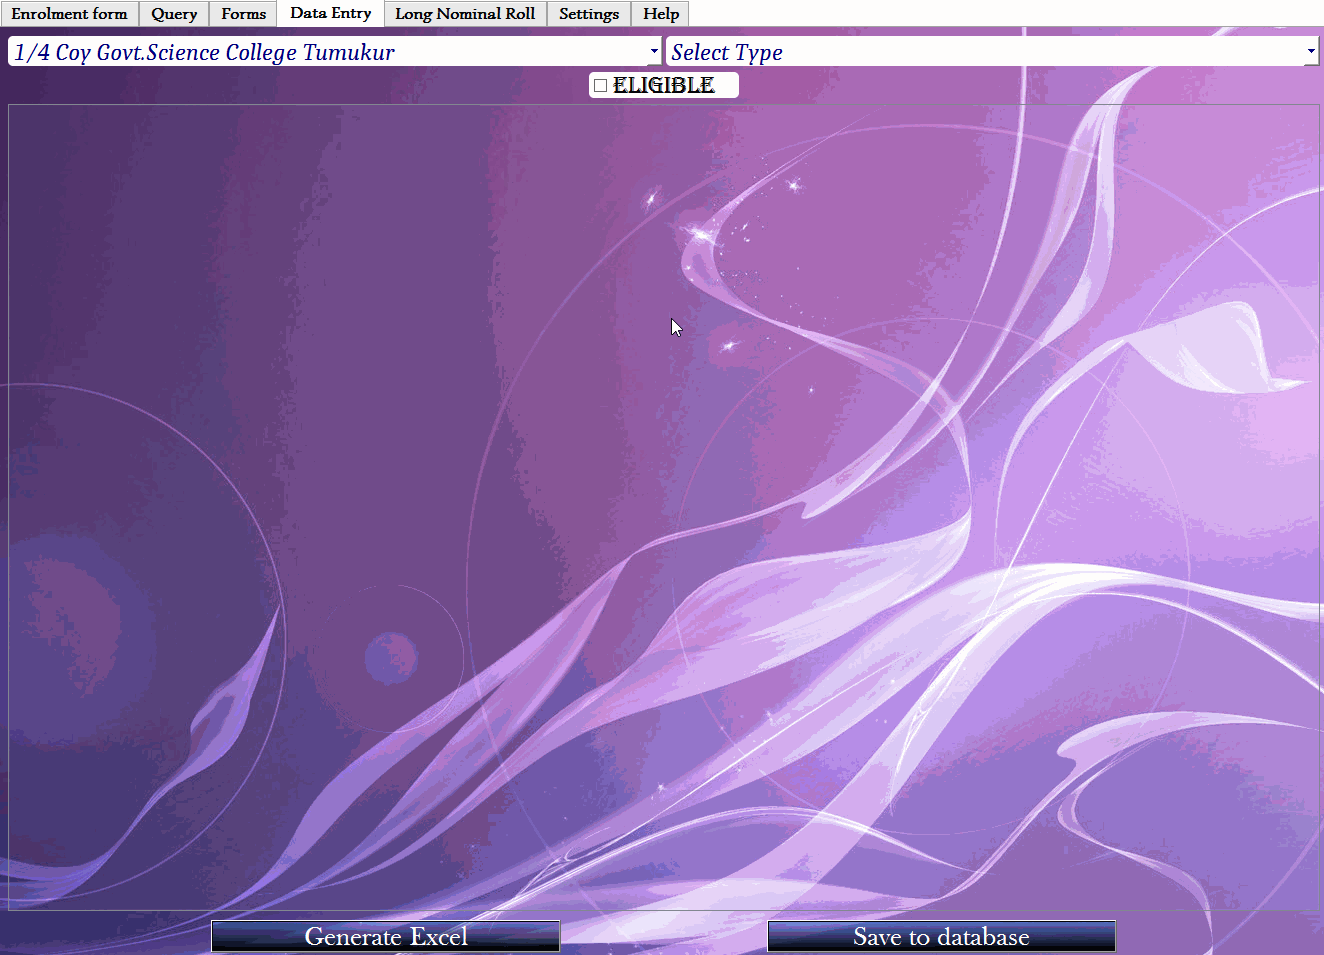 Enrolment form Query Forms Data Entry Long Nominal Roll Settings Help
1/4 Coy Govt.Science College Tumukur Select Type
ELIGIBLE
Generate Excel Save to database